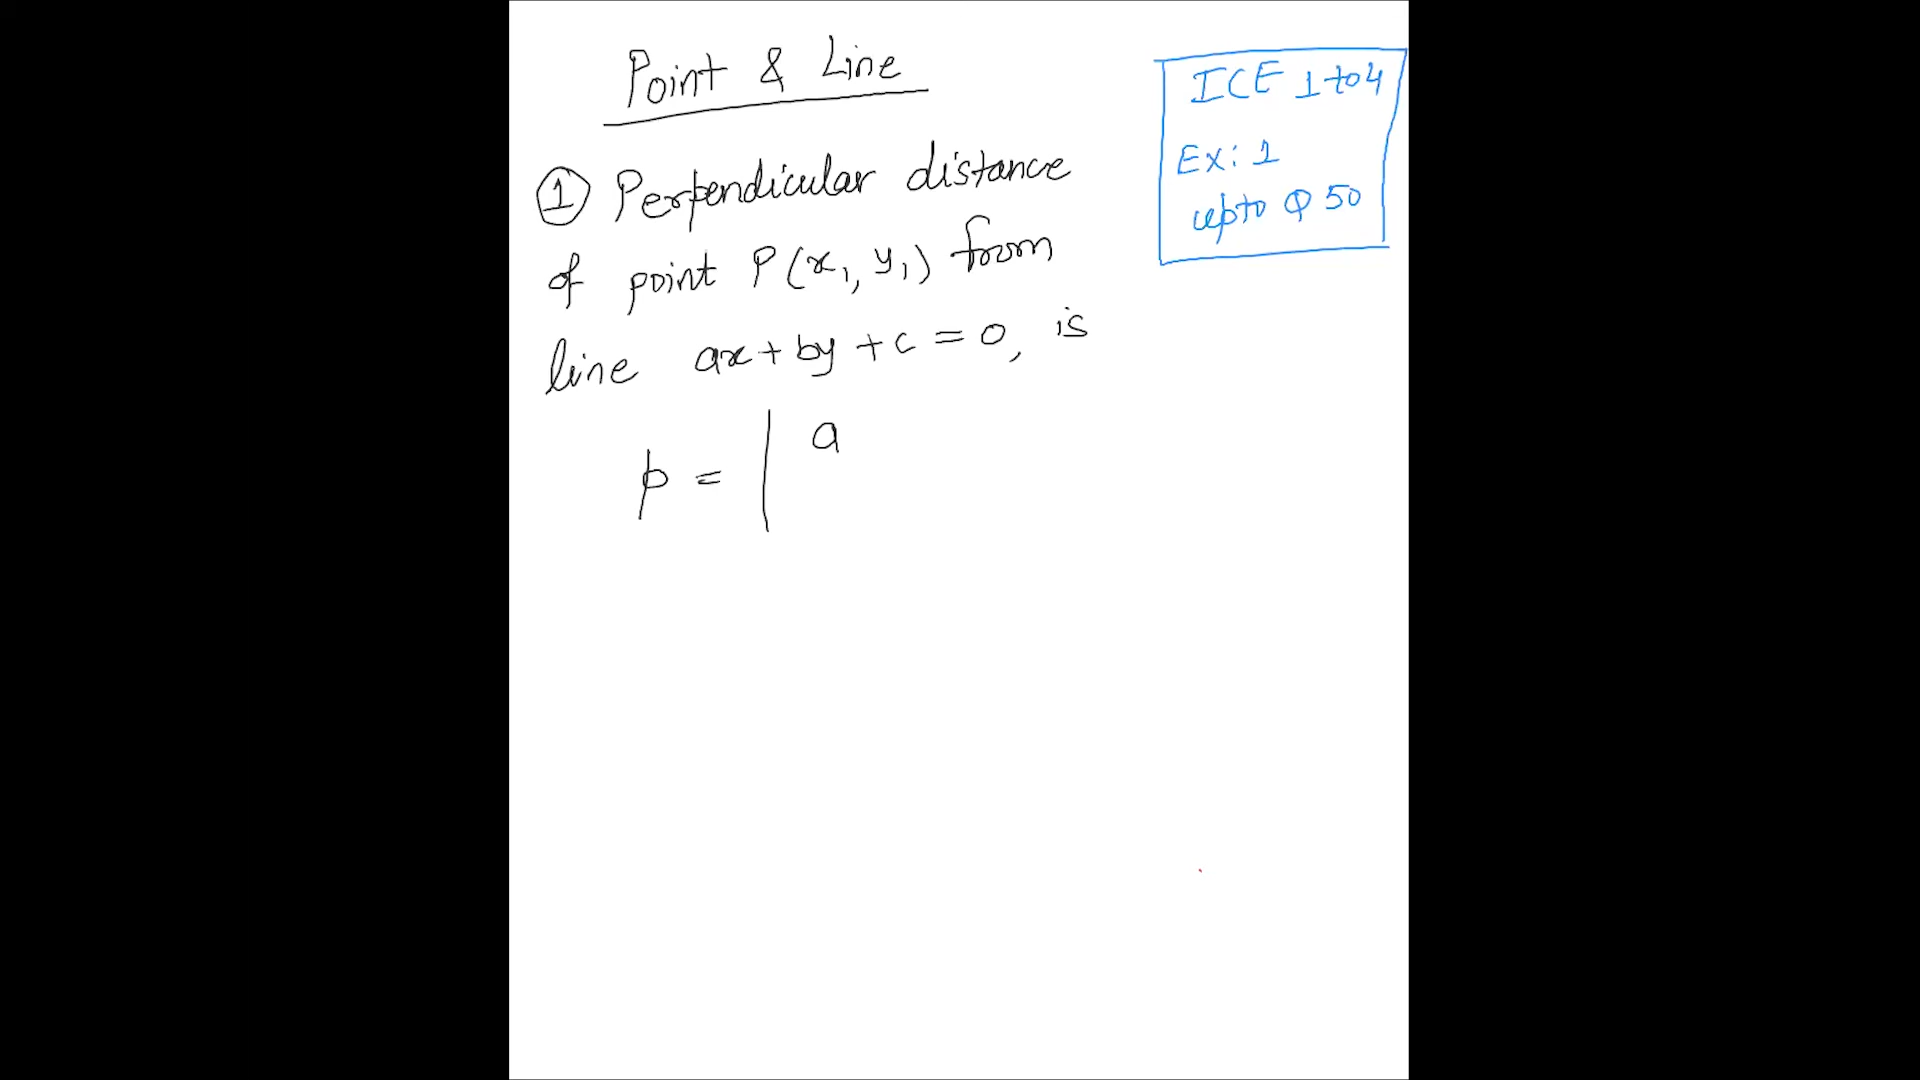 Point & Line
ICE 1 to 4
Ex: 1
upto Q 50
① Perpendicular distance
of point P(x₁, y₁) from
line ax + by + c = 0, is
p = | a